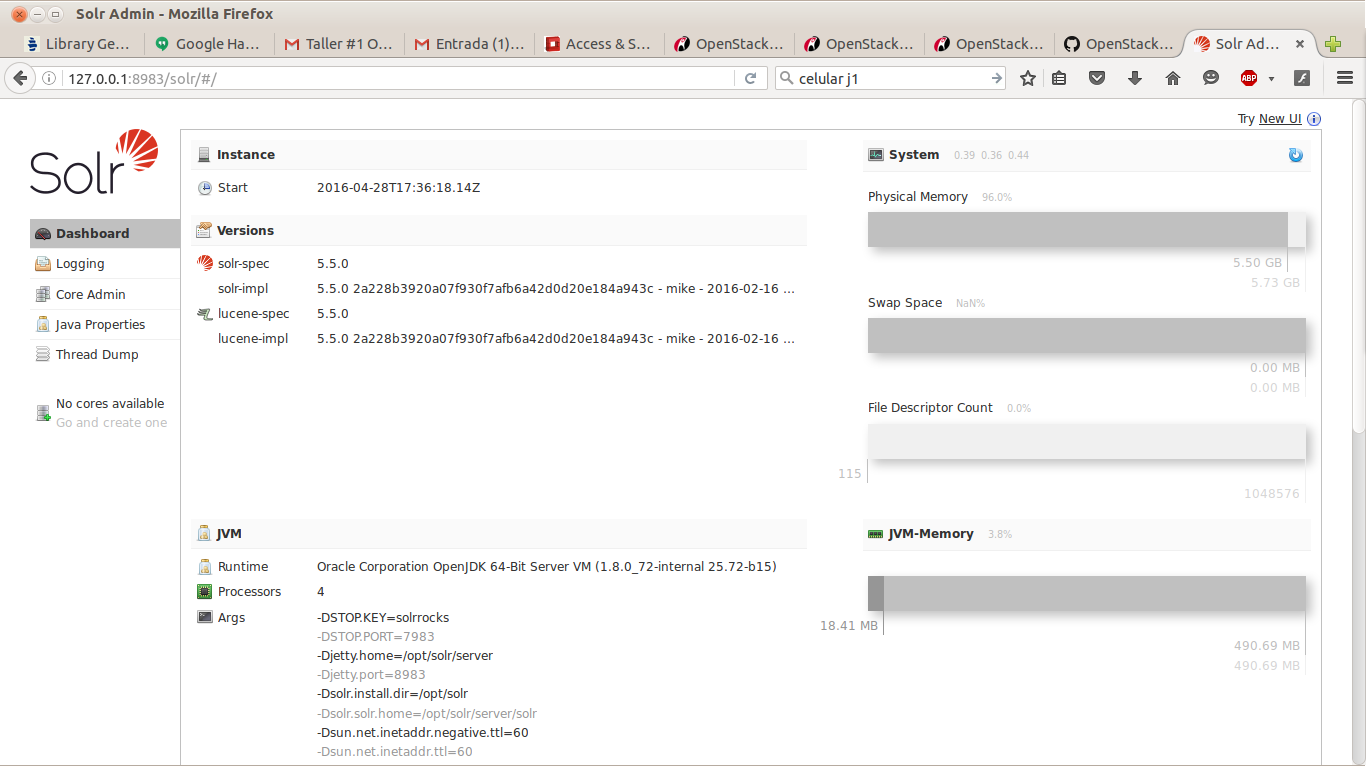 Solr Admin - Mozilla Firefox
Library Ge...
Google Ha...
Taller #1 O...
Entrada (1)...
Access & S...
OpenStack...
OpenStack...
OpenStack...
OpenStack...
Solr Ad...
127.0.0.1:8983/solr/#/
celular j1
ABP
Try New UI
Solr
Dashboard
Logging
Core Admin
Java Properties
Thread Dump
No cores available
Go and create one
Instance
Start 2016-04-28T17:36:18.14Z
Versions
solr-spec 5.5.0
solr-impl 5.5.0 2a228b3920a07f930f7afb6a42d0d20e184a943c - mike - 2016-02-16 ...
lucene-spec 5.5.0
lucene-impl 5.5.0 2a228b3920a07f930f7afb6a42d0d20e184a943c - mike - 2016-02-16 ...
JVM
Runtime Oracle Corporation OpenJDK 64-Bit Server VM (1.8.0_72-internal 25.72-b15)
Processors 4
Args -DSTOP.KEY=solrrocks
-DSTOP.PORT=7983
-Djetty.home=/opt/solr/server
-Djetty.port=8983
-Dsolr.install.dir=/opt/solr
-Dsolr.solr.home=/opt/solr/server/solr
-Dsun.net.inetaddr.negative.ttl=60
-Dsun.net.inetaddr.ttl=60
System 0.39 0.36 0.44
Physical Memory 96.0%
5.50 GB
5.73 GB
Swap Space NaN%
0.00 MB
0.00 MB
File Descriptor Count 0.0%
115
1048576
JVM-Memory 3.8%
18.41 MB
490.69 MB
490.69 MB